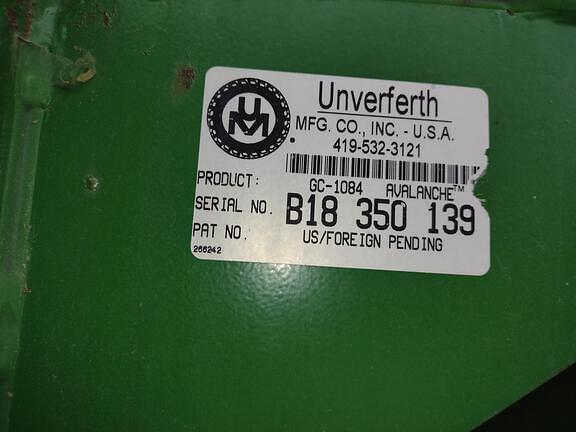 UM
Unverferth
MFG. CO., INC. - U.S.A.
419-532-3121
PRODUCT: GC-1084 AVALANCHE™
SERIAL NO. B18 350 139
PAT NO. US/FOREIGN PENDING
266242